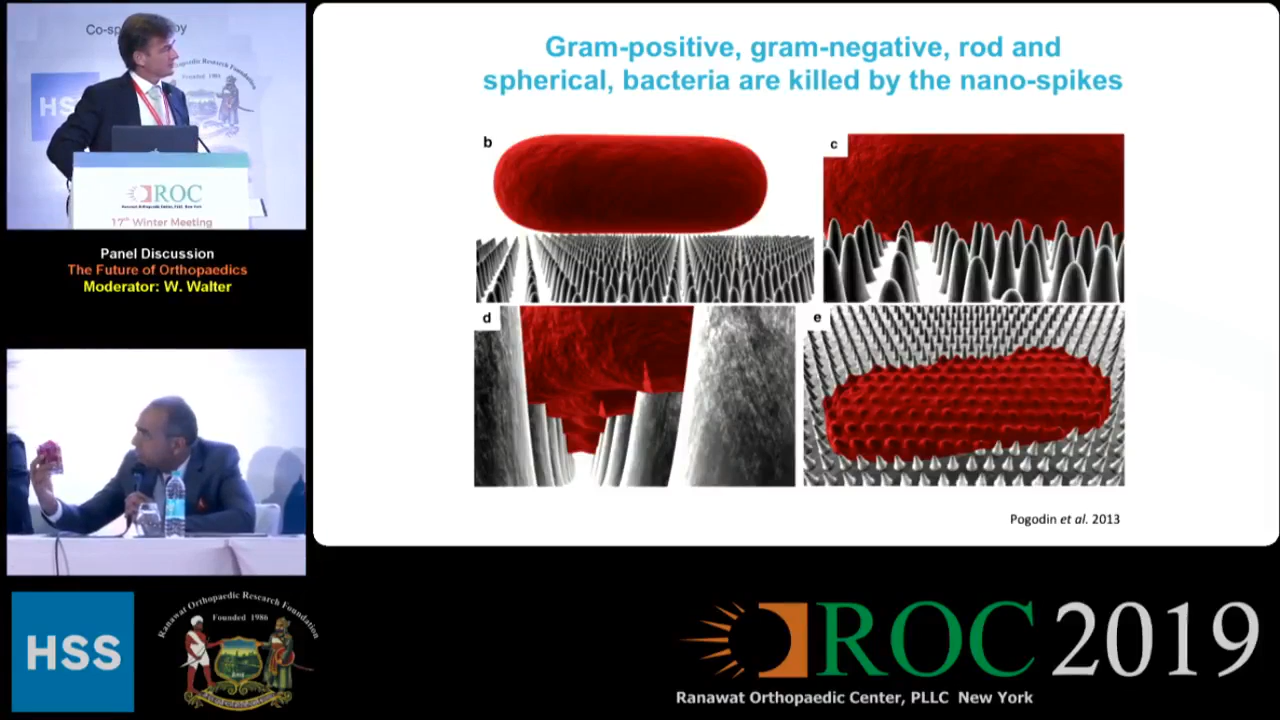 Co-sp
HS
Founded 1986
ROC
17th Winter Meeting
Panel Discussion
The Future of Orthopaedics
Moderator: W. Walter
Gram-positive, gram-negative, rod and
spherical, bacteria are killed by the nano-spikes
b
c
d
e
Pogodin et al. 2013
HSS
Ranawat Orthopaedic Research Foundation
Founded 1986
ROC 2019
Ranawat Orthopaedic Center, PLLC New York